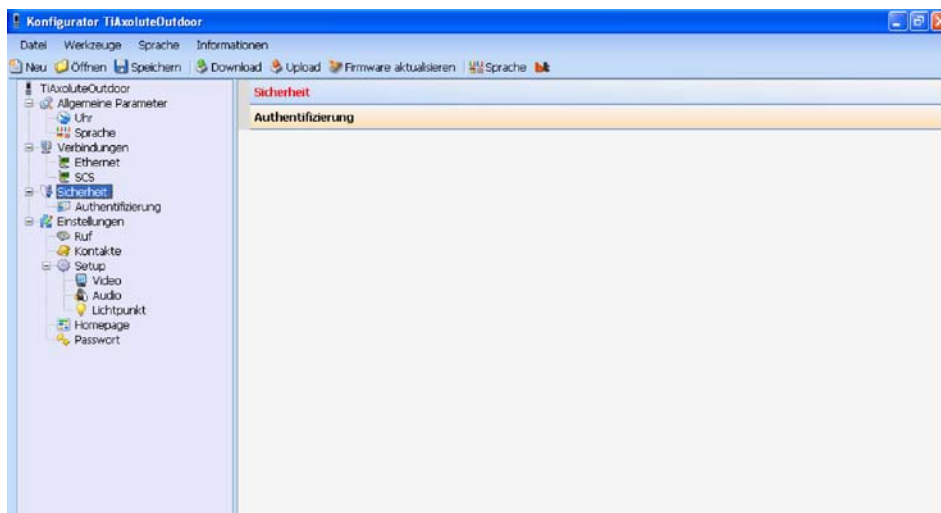 Konfigurator TiAxoluteOutdoor
Datei Werkzeuge Sprache Informationen
Neu Öffnen Speichern Download Upload Firmware aktualisieren Sprache
TiAxoluteOutdoor
Allgemeine Parameter
Uhr
Sprache
Verbindungen
Ethernet
SCS
Sicherheit
Authentifizierung
Einstellungen
Ruf
Kontakte
Setup
Video
Audio
Lichtpunkt
Homepage
Passwort
Sicherheit
Authentifizierung